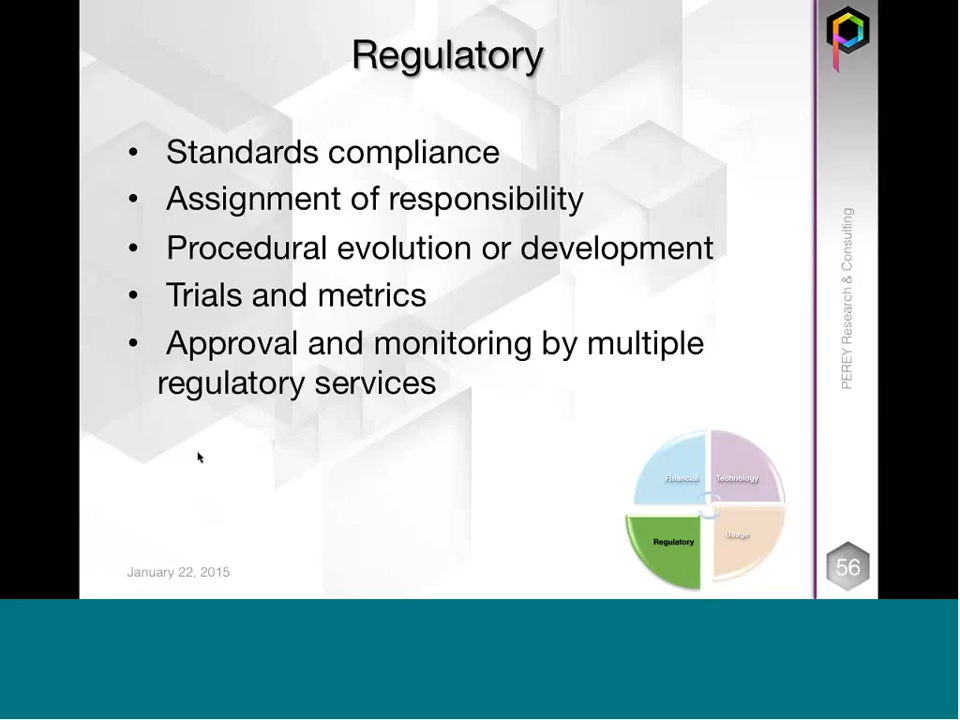 Regulatory
• Standards compliance
• Assignment of responsibility
• Procedural evolution or development
• Trials and metrics
• Approval and monitoring by multiple
regulatory services
Financial
Technology
Regulatory
Usage
January 22, 2015
PEREY Research & Consulting
56